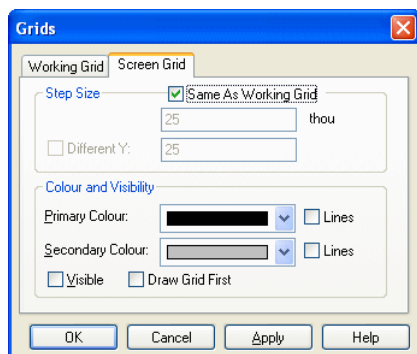 Grids
Working Grid Screen Grid
Step Size Same As Working Grid
25 thou
Different Y: 25
Colour and Visibility
Primary Colour: Lines
Secondary Colour: Lines
Visible Draw Grid First
OK Cancel Apply Help